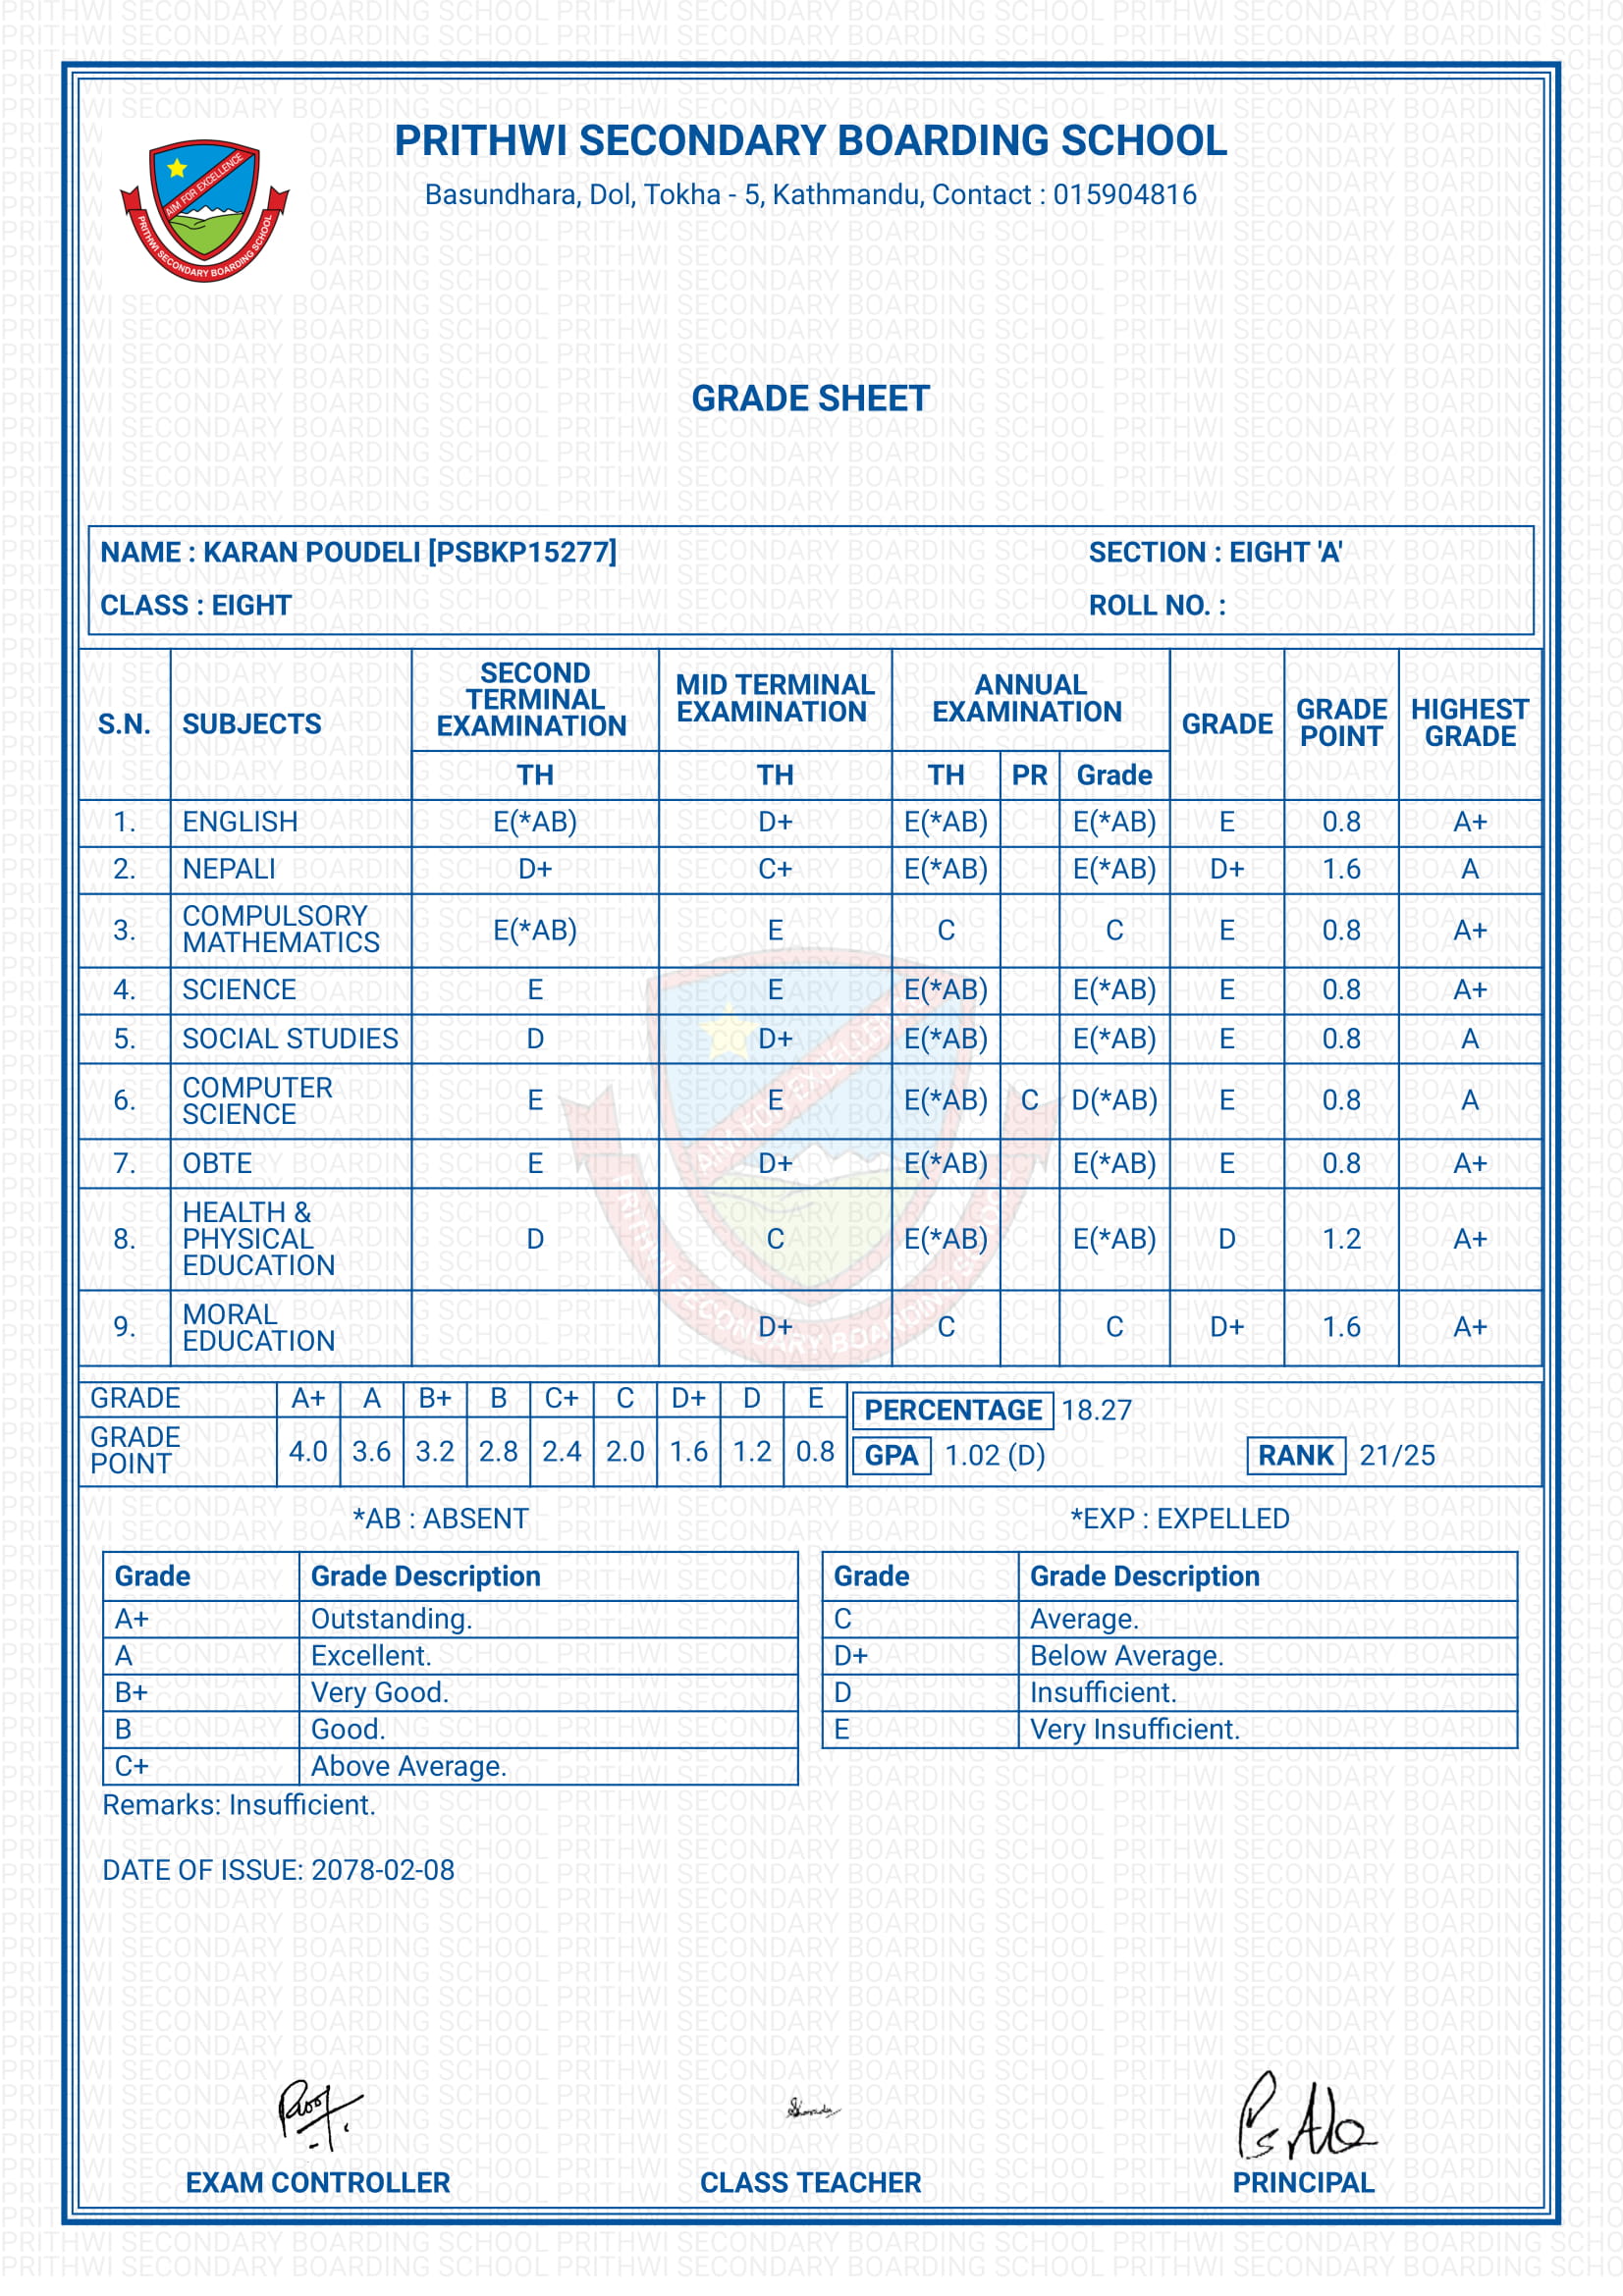 PRITHWI SECONDARY BOARDING SCHOOL
Basundhara, Dol, Tokha - 5, Kathmandu, Contact : 015904816
AIM FOR EXCELLENCE
PRITHWI SECONDARY BOARDING SCHOOL
GRADE SHEET
NAME : KARAN POUDELI [PSBKP15277] SECTION : EIGHT 'A'
CLASS : EIGHT ROLL NO. :
S.N. SUBJECTS SECOND TERMINAL EXAMINATION MID TERMINAL EXAMINATION ANNUAL EXAMINATION GRADE GRADE POINT HIGHEST GRADE
TH TH TH PR Grade
1. ENGLISH E(*AB) D+ E(*AB) E(*AB) E 0.8 A+
2. NEPALI D+ C+ E(*AB) E(*AB) D+ 1.6 A
3. COMPULSORY MATHEMATICS E(*AB) E C C E 0.8 A+
4. SCIENCE E E E(*AB) E(*AB) E 0.8 A+
5. SOCIAL STUDIES D D+ E(*AB) E(*AB) E 0.8 A
6. COMPUTER SCIENCE E E E(*AB) C D(*AB) E 0.8 A
7. OBTE E D+ E(*AB) E(*AB) E 0.8 A+
8. HEALTH & PHYSICAL EDUCATION D C E(*AB) E(*AB) D 1.2 A+
9. MORAL EDUCATION D+ C C D+ 1.6 A+
GRADE A+ A B+ B C+ C D+ D E
GRADE POINT 4.0 3.6 3.2 2.8 2.4 2.0 1.6 1.2 0.8
PERCENTAGE 18.27
GPA 1.02 (D) RANK 21/25
*AB : ABSENT *EXP : EXPELLED
Grade Grade Description
A+ Outstanding.
A Excellent.
B+ Very Good.
B Good.
C+ Above Average.
Grade Grade Description
C Average.
D+ Below Average.
D Insufficient.
E Very Insufficient.
Remarks: Insufficient.
DATE OF ISSUE: 2078-02-08
EXAM CONTROLLER CLASS TEACHER PRINCIPAL